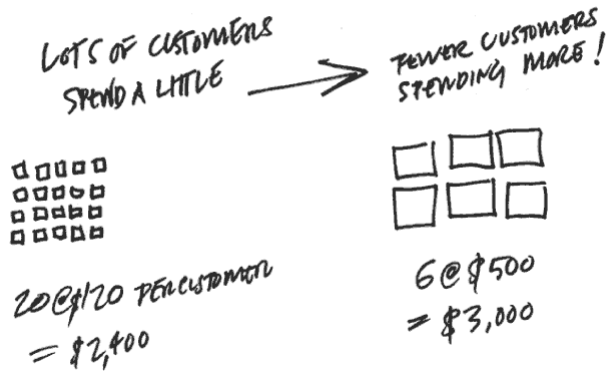 LOTS OF CUSTOMERS
SPEND A LITTLE
FEWER CUSTOMERS
SPENDING MORE!
20@$120 PER CUSTOMER
= $2,400
6@$500
= $3,000